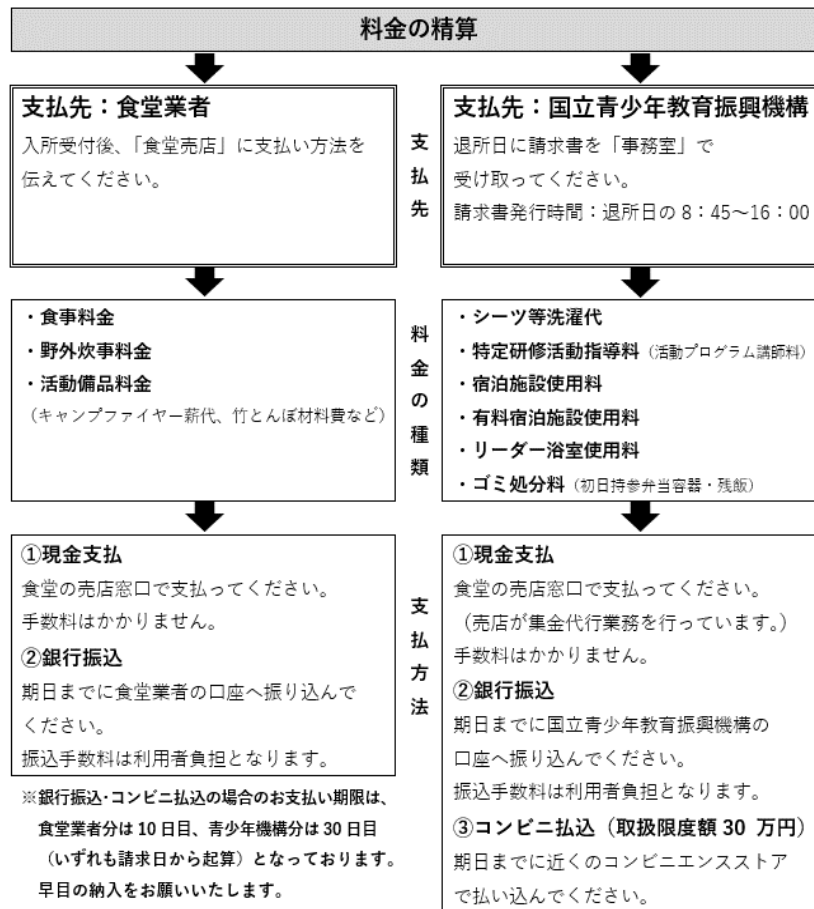 料金の精算
支払先：食堂業者
入所受付後、「食堂売店」に支払い方法を
伝えてください。
支払先
支払先：国立青少年教育振興機構
退所日に請求書を「事務室」で
受け取ってください。
請求書発行時間：退所日の 8：45～16：00
・食事料金
・野外炊事料金
・活動備品料金
（キャンプファイヤー薪代、竹とんぼ材料費など）
料金の種類
・シーツ等洗濯代
・特定研修活動指導料（活動プログラム講師料）
・宿泊施設使用料
・有料宿泊施設使用料
・リーダー浴室使用料
・ゴミ処分料（初日持参弁当容器・残飯）
①現金支払
食堂の売店窓口で支払ってください。
手数料はかかりません。
②銀行振込
期日までに食堂業者の口座へ振り込んで
ください。
振込手数料は利用者負担となります。
※銀行振込･コンビニ払込の場合のお支払い期限は、
食堂業者分は 10 日目、青少年機構分は 30 日目
（いずれも請求日から起算）となっております。
早目の納入をお願いいたします。
支払方法
①現金支払
食堂の売店窓口で支払ってください。
（売店が集金代行業務を行っています。）
手数料はかかりません。
②銀行振込
期日までに国立青少年教育振興機構の
口座へ振り込んでください。
振込手数料は利用者負担となります。
③コンビニ払込（取扱限度額 30 万円）
期日までに近くのコンビニエンスストア
で払い込んでください。